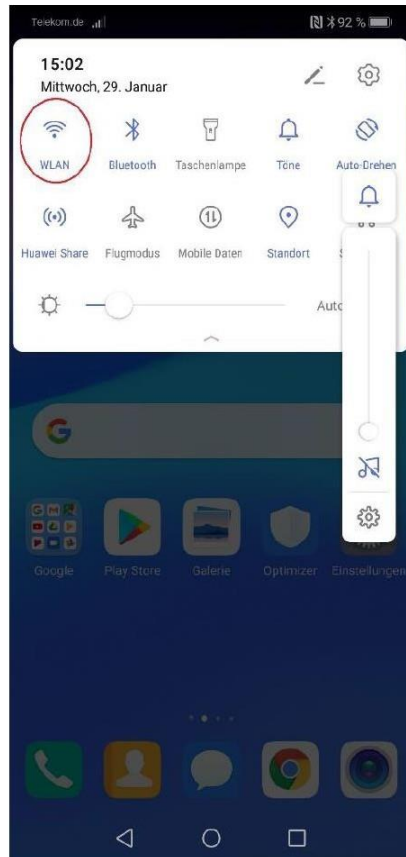 Telekom.de 92 %
15:02
Mittwoch, 29. Januar
WLAN Bluetooth Taschenlampe Töne Auto-Drehen
Huawei Share Flugmodus Mobile Daten Standort
Auto
Google Play Store Galerie Optimizer Einstellungen